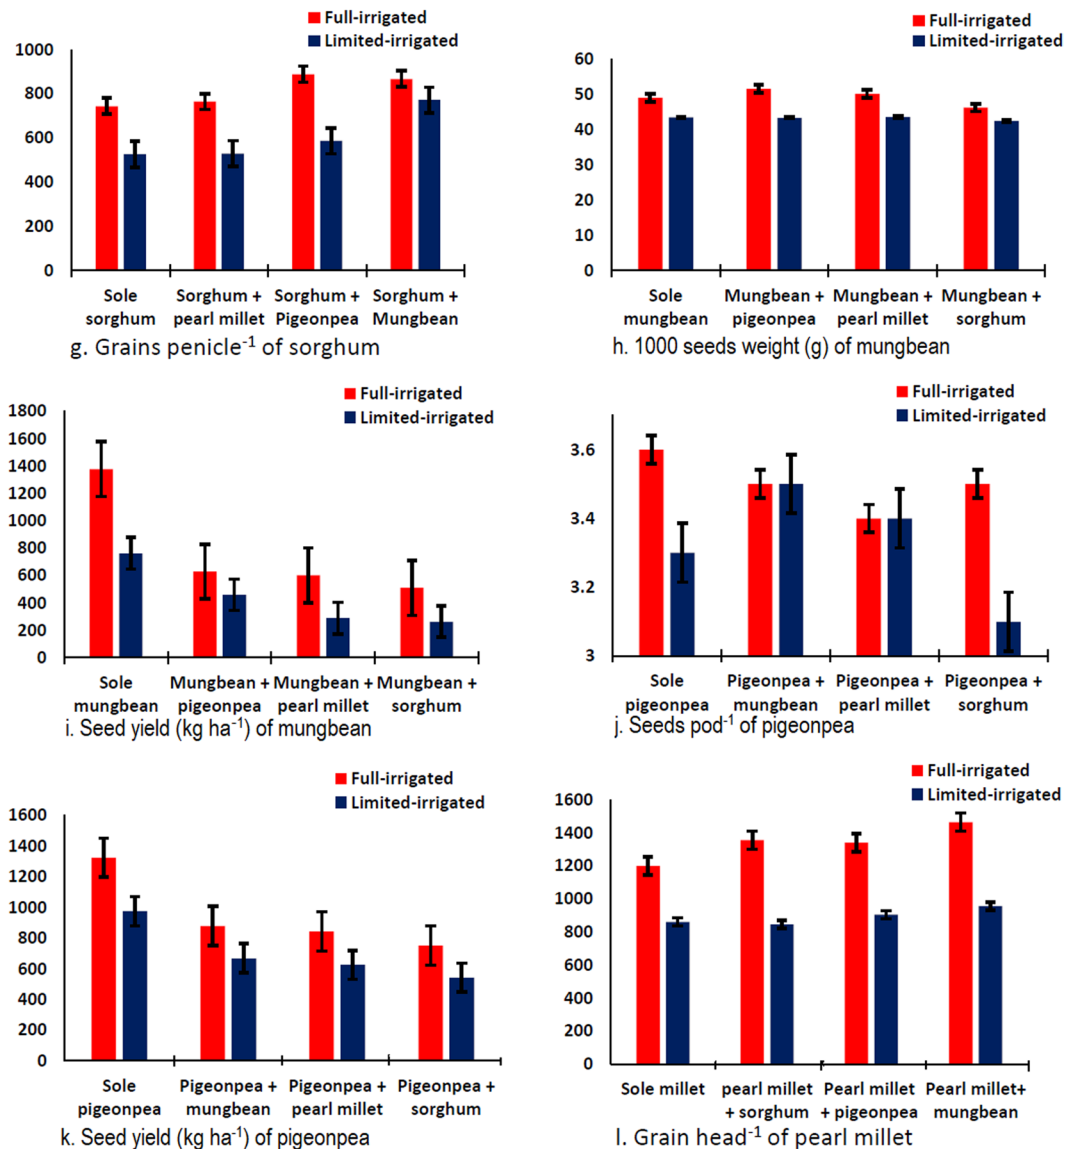 Full-irrigated
Limited-irrigated
1000
800
600
400
200
0
Sole
sorghum
Sorghum +
pearl millet
Sorghum +
Pigeonpea
Sorghum +
Mungbean
g. Grains penicle⁻¹ of sorghum
Full-irrigated
Limited-irrigated
60
50
40
30
20
10
0
Sole
mungbean
Mungbean +
pigeonpea
Mungbean +
pearl millet
Mungbean +
sorghum
h. 1000 seeds weight (g) of mungbean
Full-irrigated
Limited-irrigated
1800
1600
1400
1200
1000
800
600
400
200
0
Sole
mungbean
Mungbean +
pigeonpea
Mungbean +
pearl millet
Mungbean +
sorghum
i. Seed yield (kg ha⁻¹) of mungbean
Full-irrigated
Limited-irrigated
3.6
3.4
3.2
3
Sole
pigeonpea
Pigeonpea +
mungbean
Pigeonpea +
pearl millet
Pigeonpea +
sorghum
j. Seeds pod⁻¹ of pigeonpea
Full-irrigated
Limited-irrigated
1600
1400
1200
1000
800
600
400
200
0
Sole
pigeonpea
Pigeonpea +
mungbean
Pigeonpea +
pearl millet
Pigeonpea +
sorghum
k. Seed yield (kg ha⁻¹) of pigeonpea
Full-irrigated
Limited-irrigated
1600
1400
1200
1000
800
600
400
200
0
Sole millet
pearl millet
+ sorghum
Pearl millet
+ pigeonpea
Pearl millet+
mungbean
l. Grain head⁻¹ of pearl millet